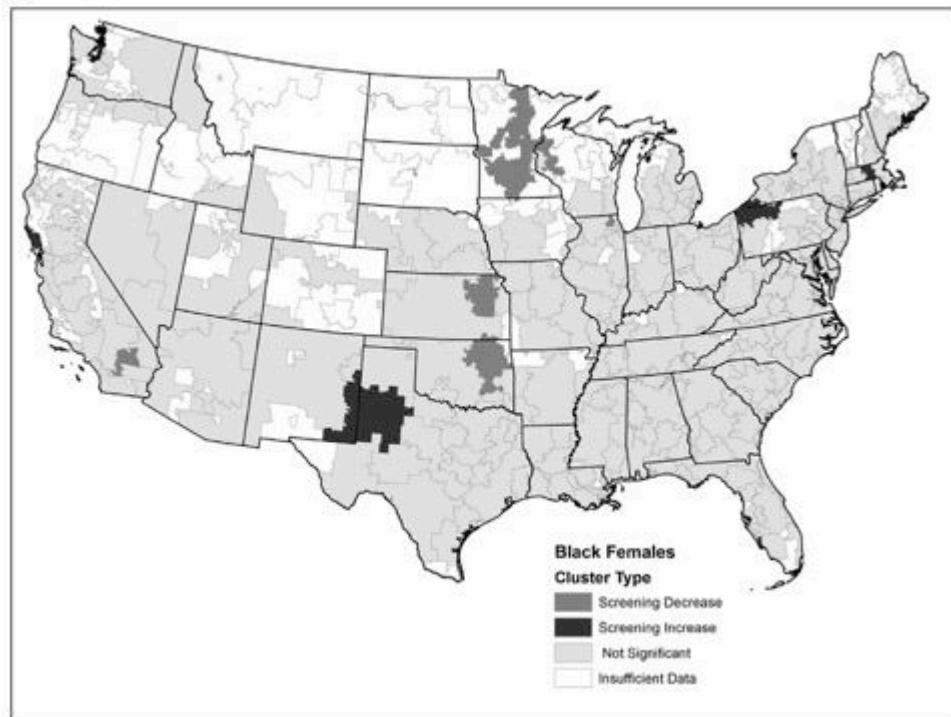 Black Females
Cluster Type
Screening Decrease
Screening Increase
Not Significant
Insufficient Data